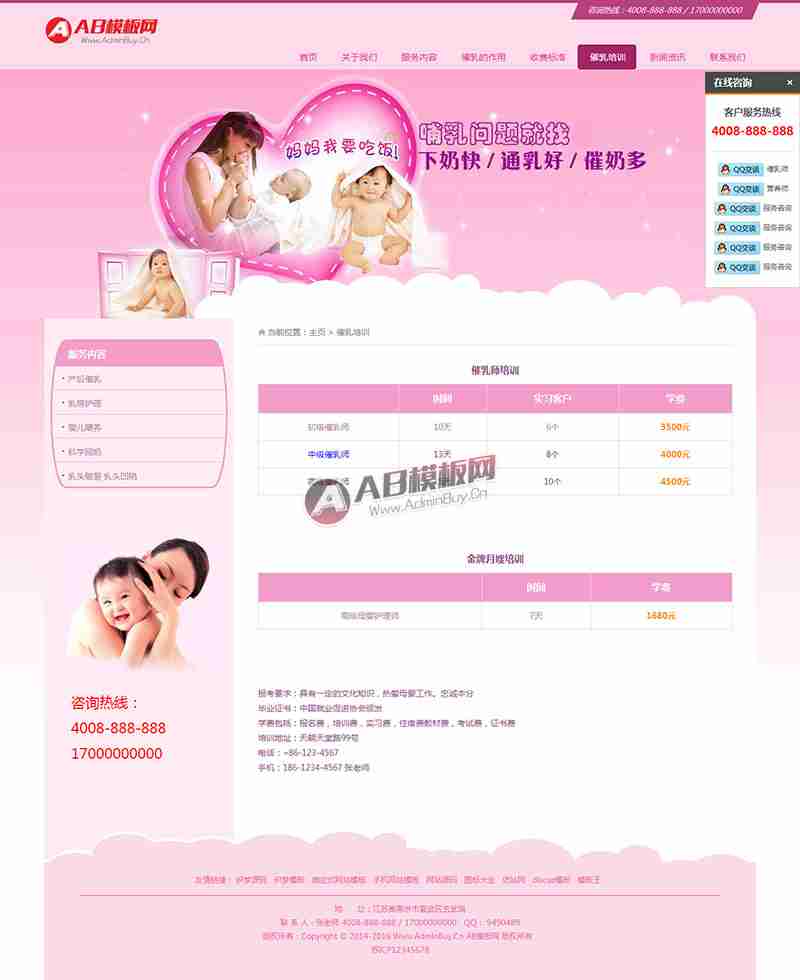 咨询热线：4008-888-888 / 17000000000
AB模板网
Www.AdminBuy.Cn
首页 关于我们 服务内容 催乳的作用 收费标准 催乳培训 新闻资讯 联系我们
在线咨询 ×
客户服务热线
4008-888-888
QQ交谈 催乳师
QQ交谈 营养师
QQ交谈 服务咨询
QQ交谈 服务咨询
QQ交谈 服务咨询
QQ交谈 服务咨询
妈妈我要吃饭!
哺乳问题就找
下奶快 / 通乳好 / 催奶多
当前位置：主页 > 催乳培训
服务内容
产后催乳
乳房护理
婴儿喂养
科学回奶
乳头皲裂 乳头凹陷
催乳师培训
时间 实习客户 学费
初级催乳师 10天 6个 3500元
中级催乳师 13天 8个 4000元
10个 4500元
AB模板网
Www.AdminBuy.Cn
金牌月嫂培训
时间 学费
高级母婴护理师 7天 1680元
咨询热线：
4008-888-888
17000000000
报考要求：具有一定的文化知识，热爱母婴工作。忠诚本分
毕业证书：中国就业促进协会颁发
学费包括：报名费，培训费，实习费，住宿费教材费，考试费，证书费
培训地址：天朝天堂路99号
电话：+86-123-4567
手机：186-1234-4567 张老师
友情链接： 织梦源码 织梦模板 响应式网站模板 手机网站模板 网站源码 图标大全 优站网 discuz模板 模板王
地 址：江苏省南京市玄武区玄武湖
联 系 人：张老师 4008-888-888 / 17000000000 QQ： 9490489
版权所有：Copyright © 2014-2016 Www.AdminBuy.Cn AB模板网 版权所有
苏ICP12345678